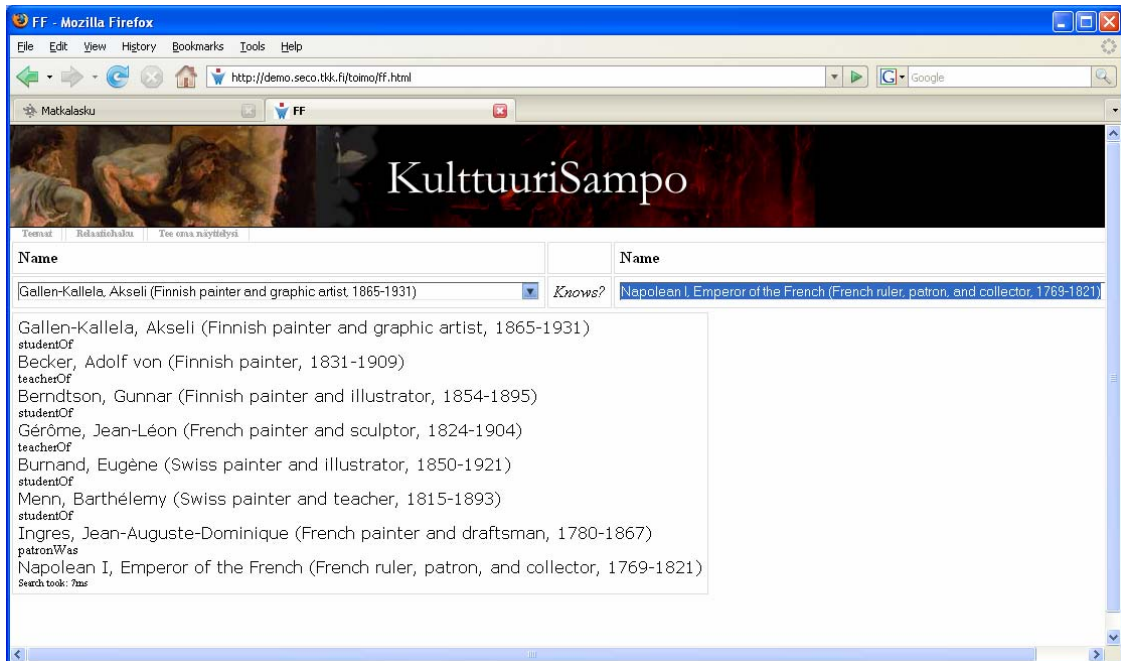 FF - Mozilla Firefox
File Edit View History Bookmarks Tools Help
http://demo.seco.tkk.fi/toimo/ff.html
G Google
Matkalasku FF
KulttuuriSampo
Teemat Relaatiohaku Tee oma näyttelysi
Name Name
Gallen-Kallela, Akseli (Finnish painter and graphic artist, 1865-1931) Knows? Napolean I, Emperor of the French (French ruler, patron, and collector, 1769-1821)
Gallen-Kallela, Akseli (Finnish painter and graphic artist, 1865-1931)
studentOf
Becker, Adolf von (Finnish painter, 1831-1909)
teacherOf
Berndtson, Gunnar (Finnish painter and illustrator, 1854-1895)
studentOf
Gérôme, Jean-Léon (French painter and sculptor, 1824-1904)
teacherOf
Burnand, Eugène (Swiss painter and illustrator, 1850-1921)
studentOf
Menn, Barthélemy (Swiss painter and teacher, 1815-1893)
studentOf
Ingres, Jean-Auguste-Dominique (French painter and draftsman, 1780-1867)
patronWas
Napolean I, Emperor of the French (French ruler, patron, and collector, 1769-1821)
Search took: 7ms